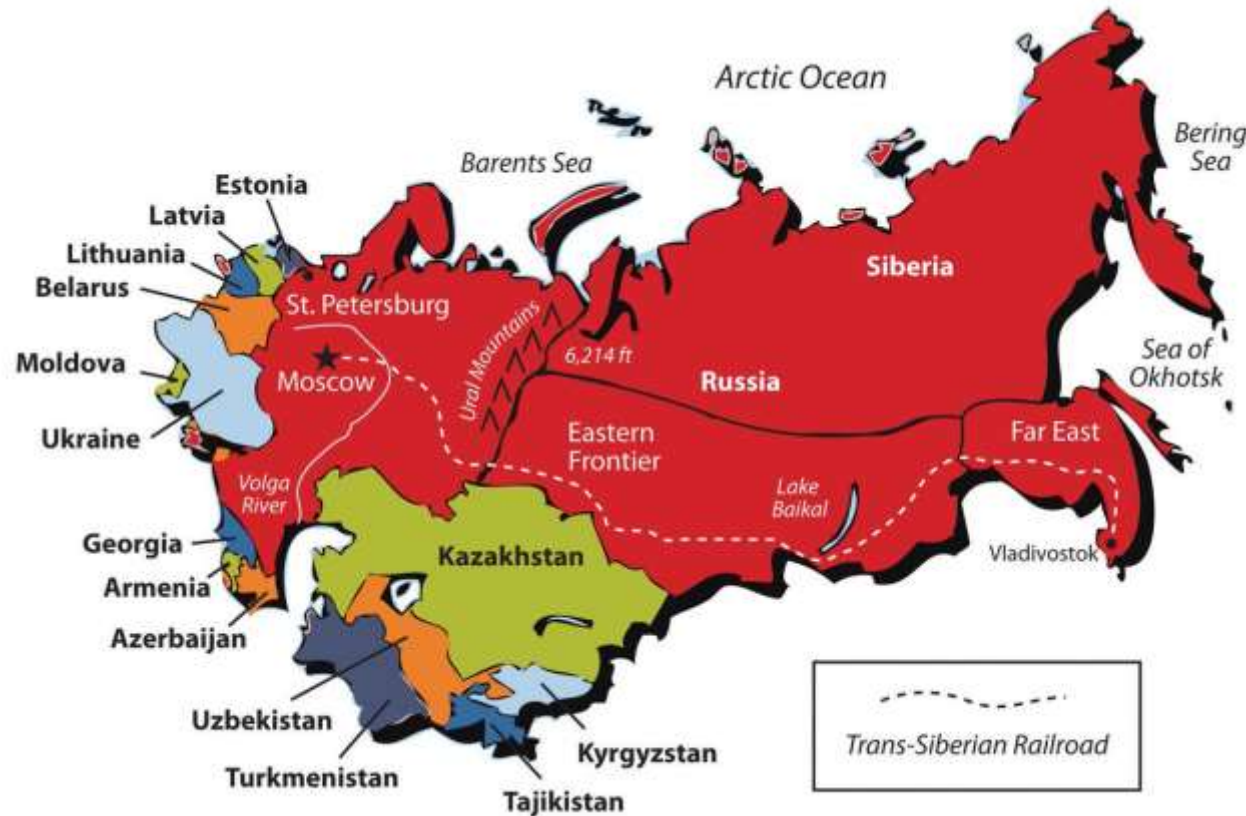 Arctic Ocean
Bering
Sea
Barents Sea
Estonia
Latvia
Lithuania
Belarus
Siberia
St. Petersburg
Ural Mountains
6,214 ft
Sea of
Okhotsk
Moldova
Moscow
Russia
Ukraine
Eastern
Frontier
Far East
Volga
River
Lake
Baikal
Georgia
Kazakhstan
Vladivostok
Armenia
Azerbaijan
Uzbekistan
Kyrgyzstan
Turkmenistan
Tajikistan
Trans-Siberian Railroad